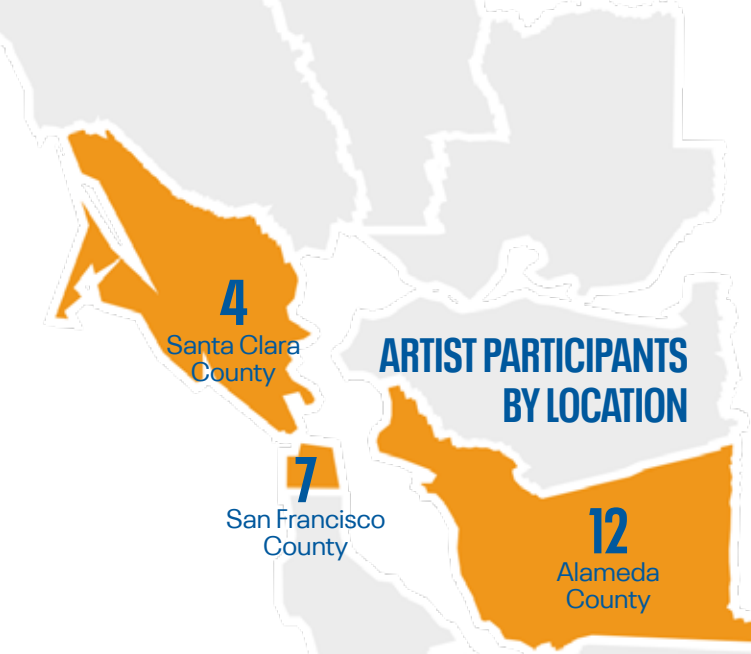 4
Santa Clara
County
ARTIST PARTICIPANTS
BY LOCATION
7
San Francisco
County
12
Alameda
County